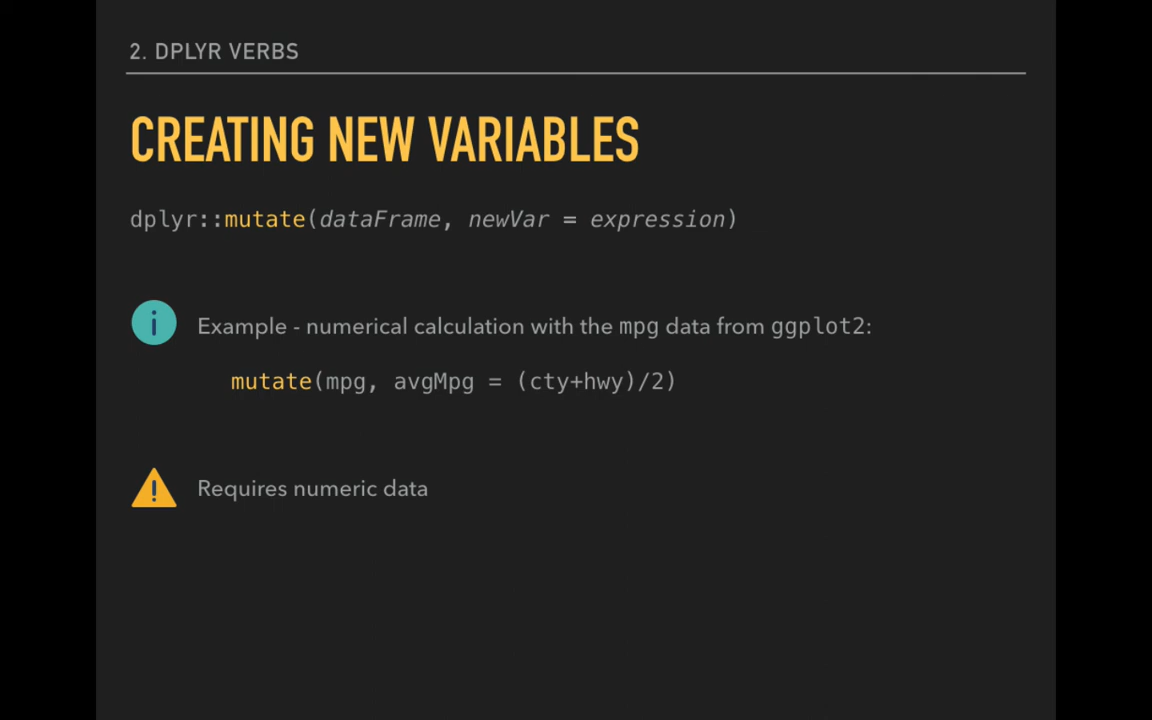 2. DPLYR VERBS
CREATING NEW VARIABLES
dplyr::mutate(dataFrame, newVar = expression)
i
Example - numerical calculation with the mpg data from ggplot2:
mutate(mpg, avgMpg = (cty+hwy)/2)
!
Requires numeric data